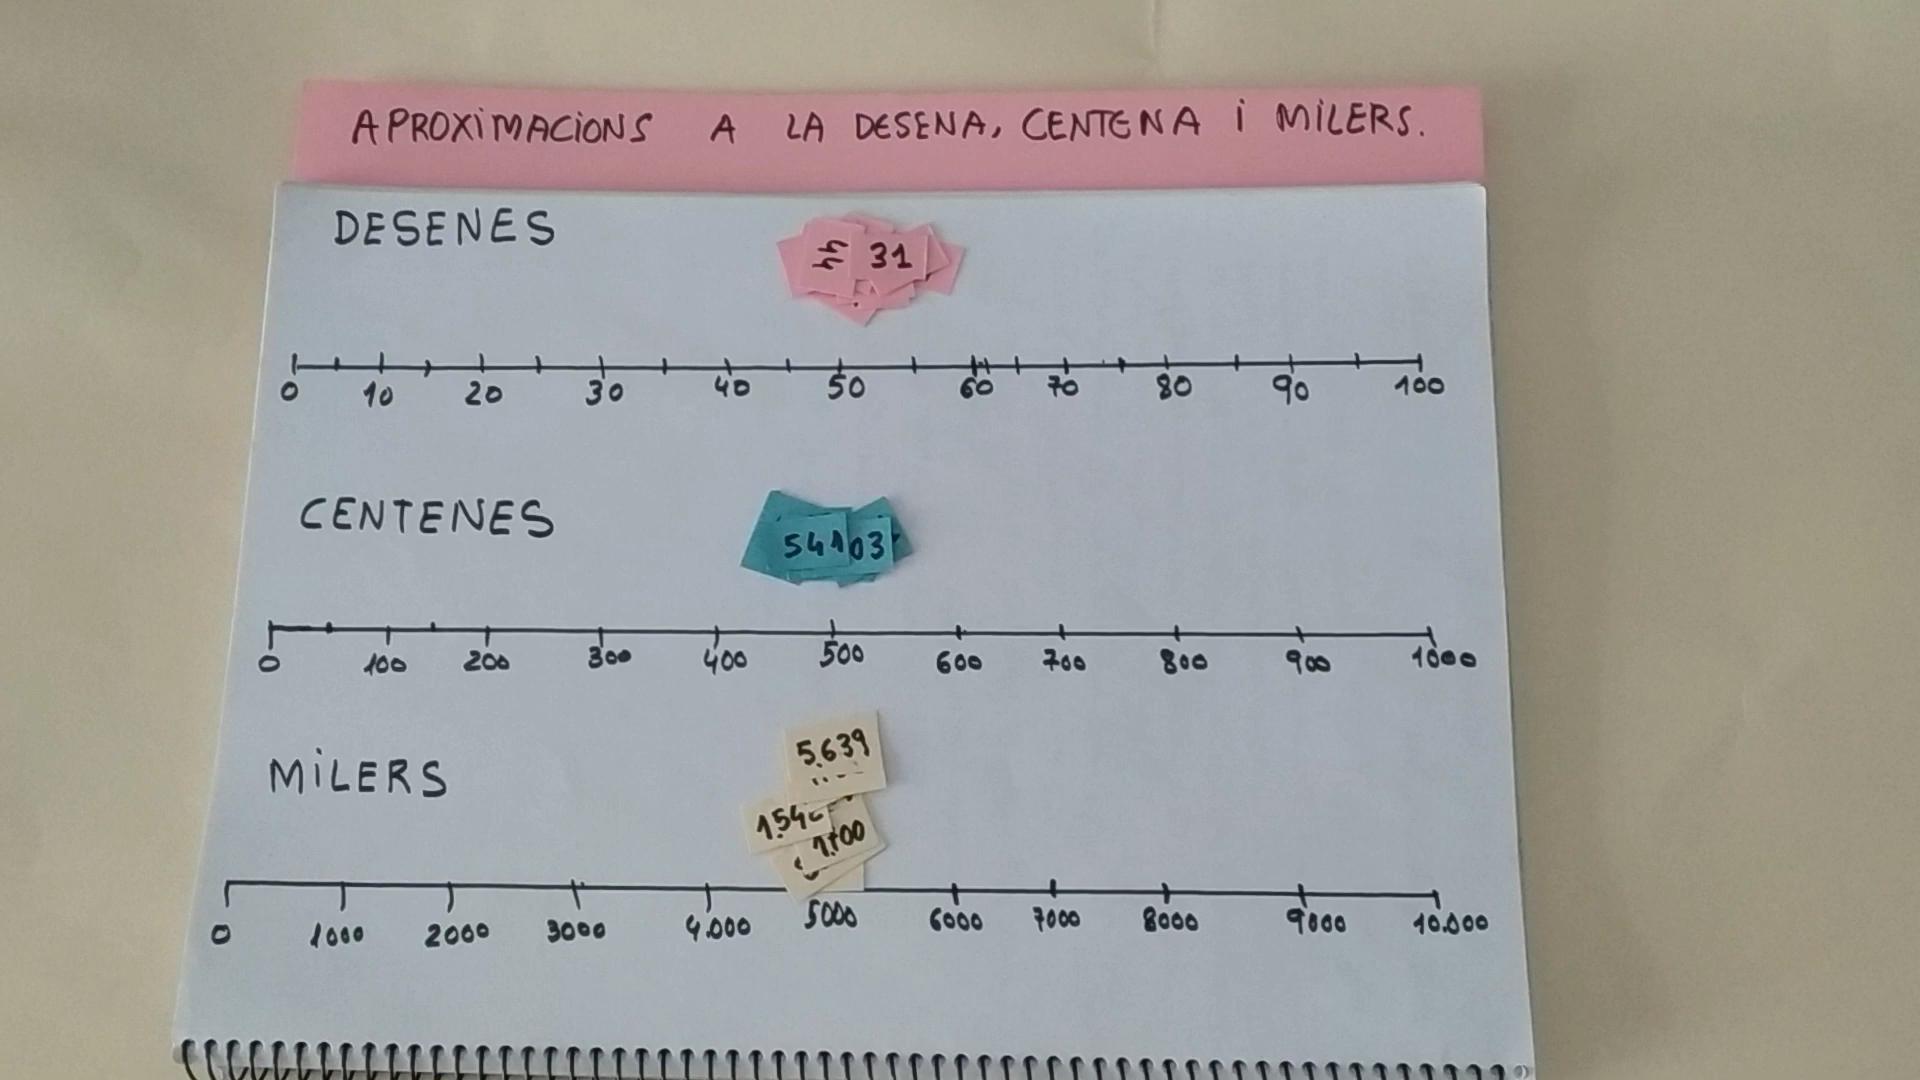 APROXiMACiONS A LA DESENA, CENTENA i MiLERS.
DESENES
31
0 10 20 30 40 50 60 70 80 90 100
CENTENES
541 03
0 100 200 300 400 500 600 700 800 900 1000
5.639
MiLERS
0 1000 2000 3000 4.000 5000 6000 7000 8000 9000 10.000